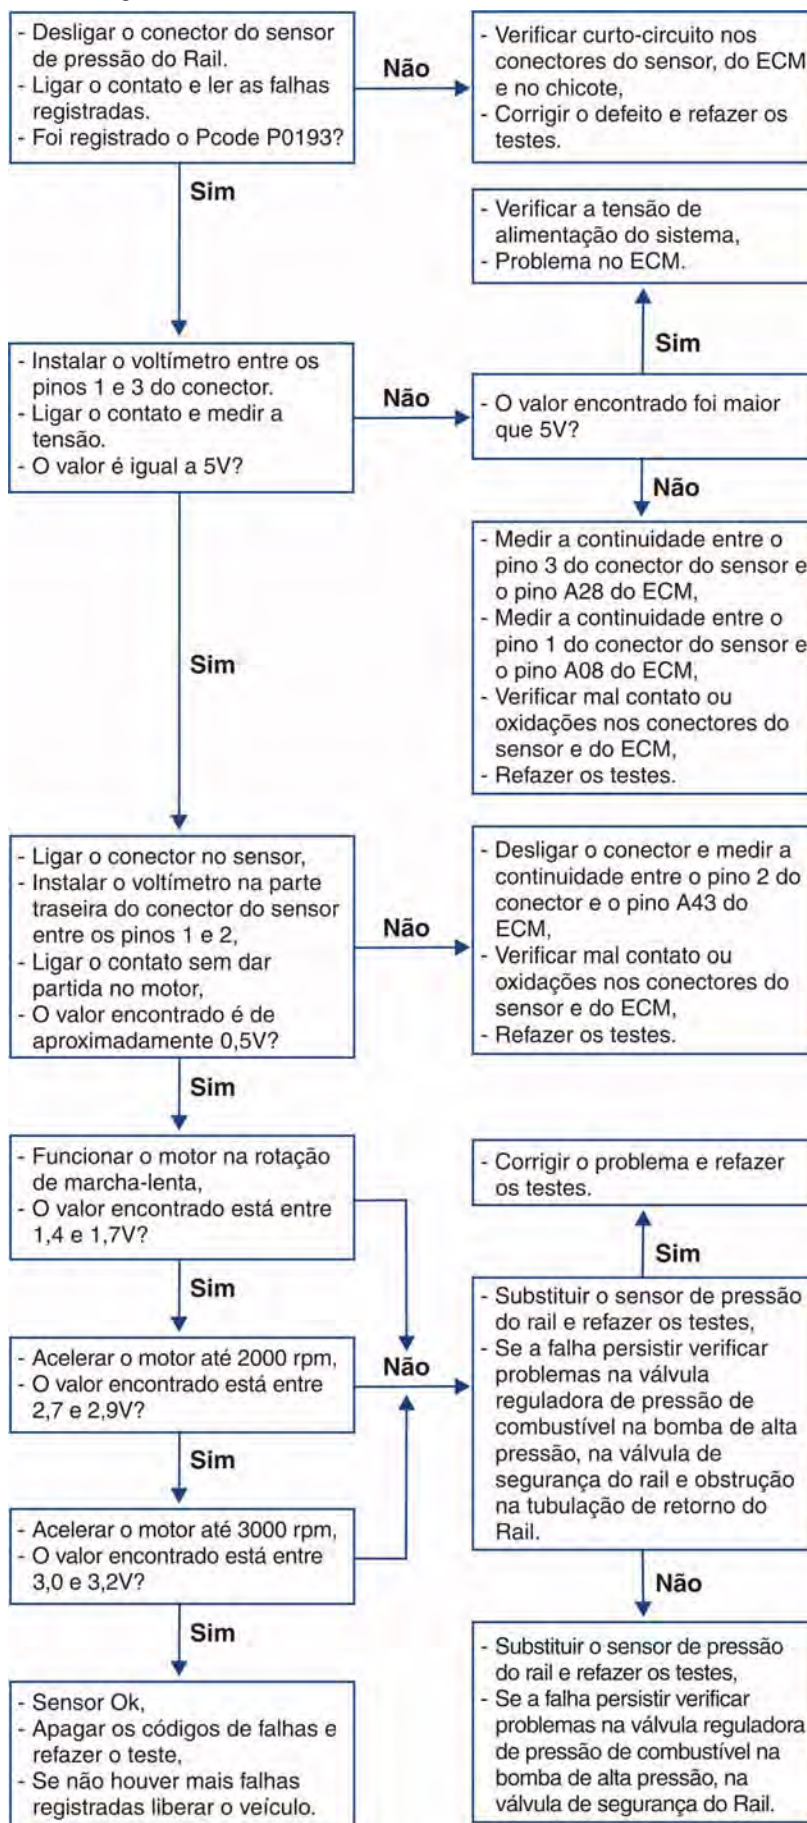 - Desligar o conector do sensor
de pressão do Rail.
- Ligar o contato e ler as falhas
registradas.
- Foi registrado o Pcode P0193?
Não
- Verificar curto-circuito nos
conectores do sensor, do ECM
e no chicote,
- Corrigir o defeito e refazer os
testes.
Sim
- Verificar a tensão de
alimentação do sistema,
- Problema no ECM.
Sim
- Instalar o voltímetro entre os
pinos 1 e 3 do conector.
- Ligar o contato e medir a
tensão.
- O valor é igual a 5V?
Não
- O valor encontrado foi maior
que 5V?
Não
- Medir a continuidade entre o
pino 3 do conector do sensor e
o pino A28 do ECM,
- Medir a continuidade entre o
pino 1 do conector do sensor e
o pino A08 do ECM,
- Verificar mal contato ou
oxidações nos conectores do
sensor e do ECM,
- Refazer os testes.
Sim
- Ligar o conector no sensor,
- Instalar o voltímetro na parte
traseira do conector do sensor
entre os pinos 1 e 2,
- Ligar o contato sem dar
partida no motor,
- O valor encontrado é de
aproximadamente 0,5V?
Não
- Desligar o conector e medir a
continuidade entre o pino 2 do
conector e o pino A43 do
ECM,
- Verificar mal contato ou
oxidações nos conectores do
sensor e do ECM,
- Refazer os testes.
Sim
- Funcionar o motor na rotação
de marcha-lenta,
- O valor encontrado está entre
1,4 e 1,7V?
- Corrigir o problema e refazer
os testes.
Sim
Sim
- Acelerar o motor até 2000 rpm,
- O valor encontrado está entre
2,7 e 2,9V?
Não
- Substituir o sensor de pressão
do rail e refazer os testes,
- Se a falha persistir verificar
problemas na válvula
reguladora de pressão de
combustível na bomba de alta
pressão, na válvula de
segurança do rail e obstrução
na tubulação de retorno do
Rail.
Sim
- Acelerar o motor até 3000 rpm,
- O valor encontrado está entre
3,0 e 3,2V?
Não
Sim
- Sensor Ok,
- Apagar os códigos de falhas e
refazer o teste,
- Se não houver mais falhas
registradas liberar o veículo.
- Substituir o sensor de pressão
do rail e refazer os testes,
- Se a falha persistir verificar
problemas na válvula reguladora
de pressão de combustível na
bomba de alta pressão, na
válvula de segurança do Rail.